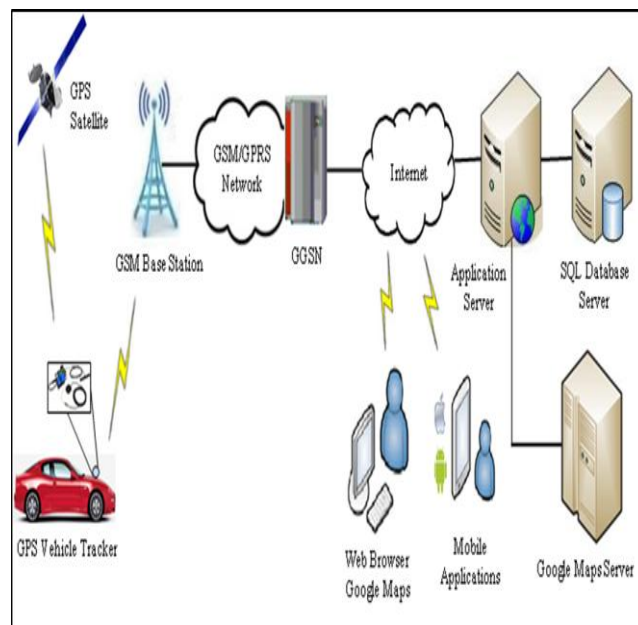 GPS
Satellite
GSM/GPRS
Network
Internet
GSM Base Station
GGSN
Application
Server
SQL Database
Server
GPS Vehicle Tracker
Web Browser
Google Maps
Mobile
Applications
Google Maps Server